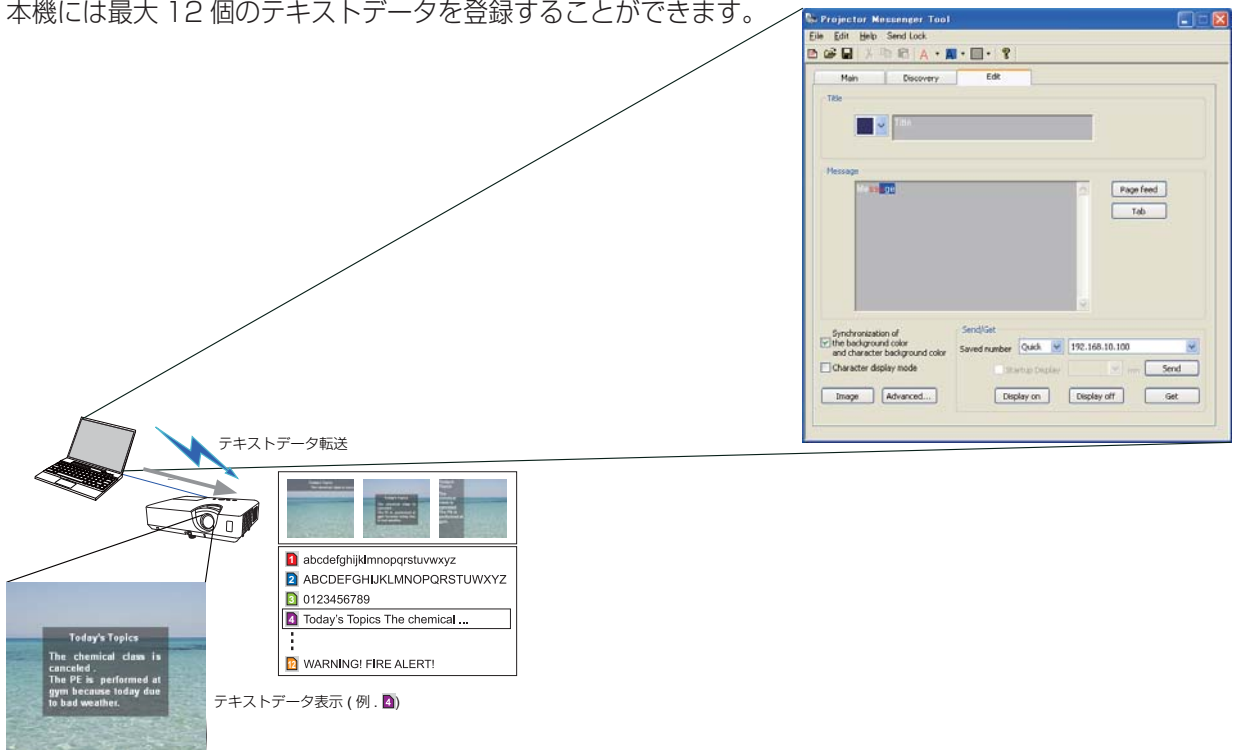 本機には最大 12 個のテキストデータを登録することができます。
Projector Messenger Tool
File Edit Help Send Lock
Main Discovery Edit
Title
Title
Message
Message
Page feed
Tab
Synchronization of
the background color
and character background color
Character display mode
Image Advanced...
Send/Get
Saved number Quick 192.168.10.100
Startup Display min Send
Display on Display off Get
テキストデータ転送
1 abcdefghijklmnopqrstuvwxyz
2 ABCDEFGHIJKLMNOPQRSTUWXYZ
3 0123456789
4 Today's Topics The chemical ...
12 WARNING! FIRE ALERT!
Today's Topics
The chemical class is
canceled .
The PE is performed at
gym because today due
to bad weather.
テキストデータ表示 ( 例 . 4)